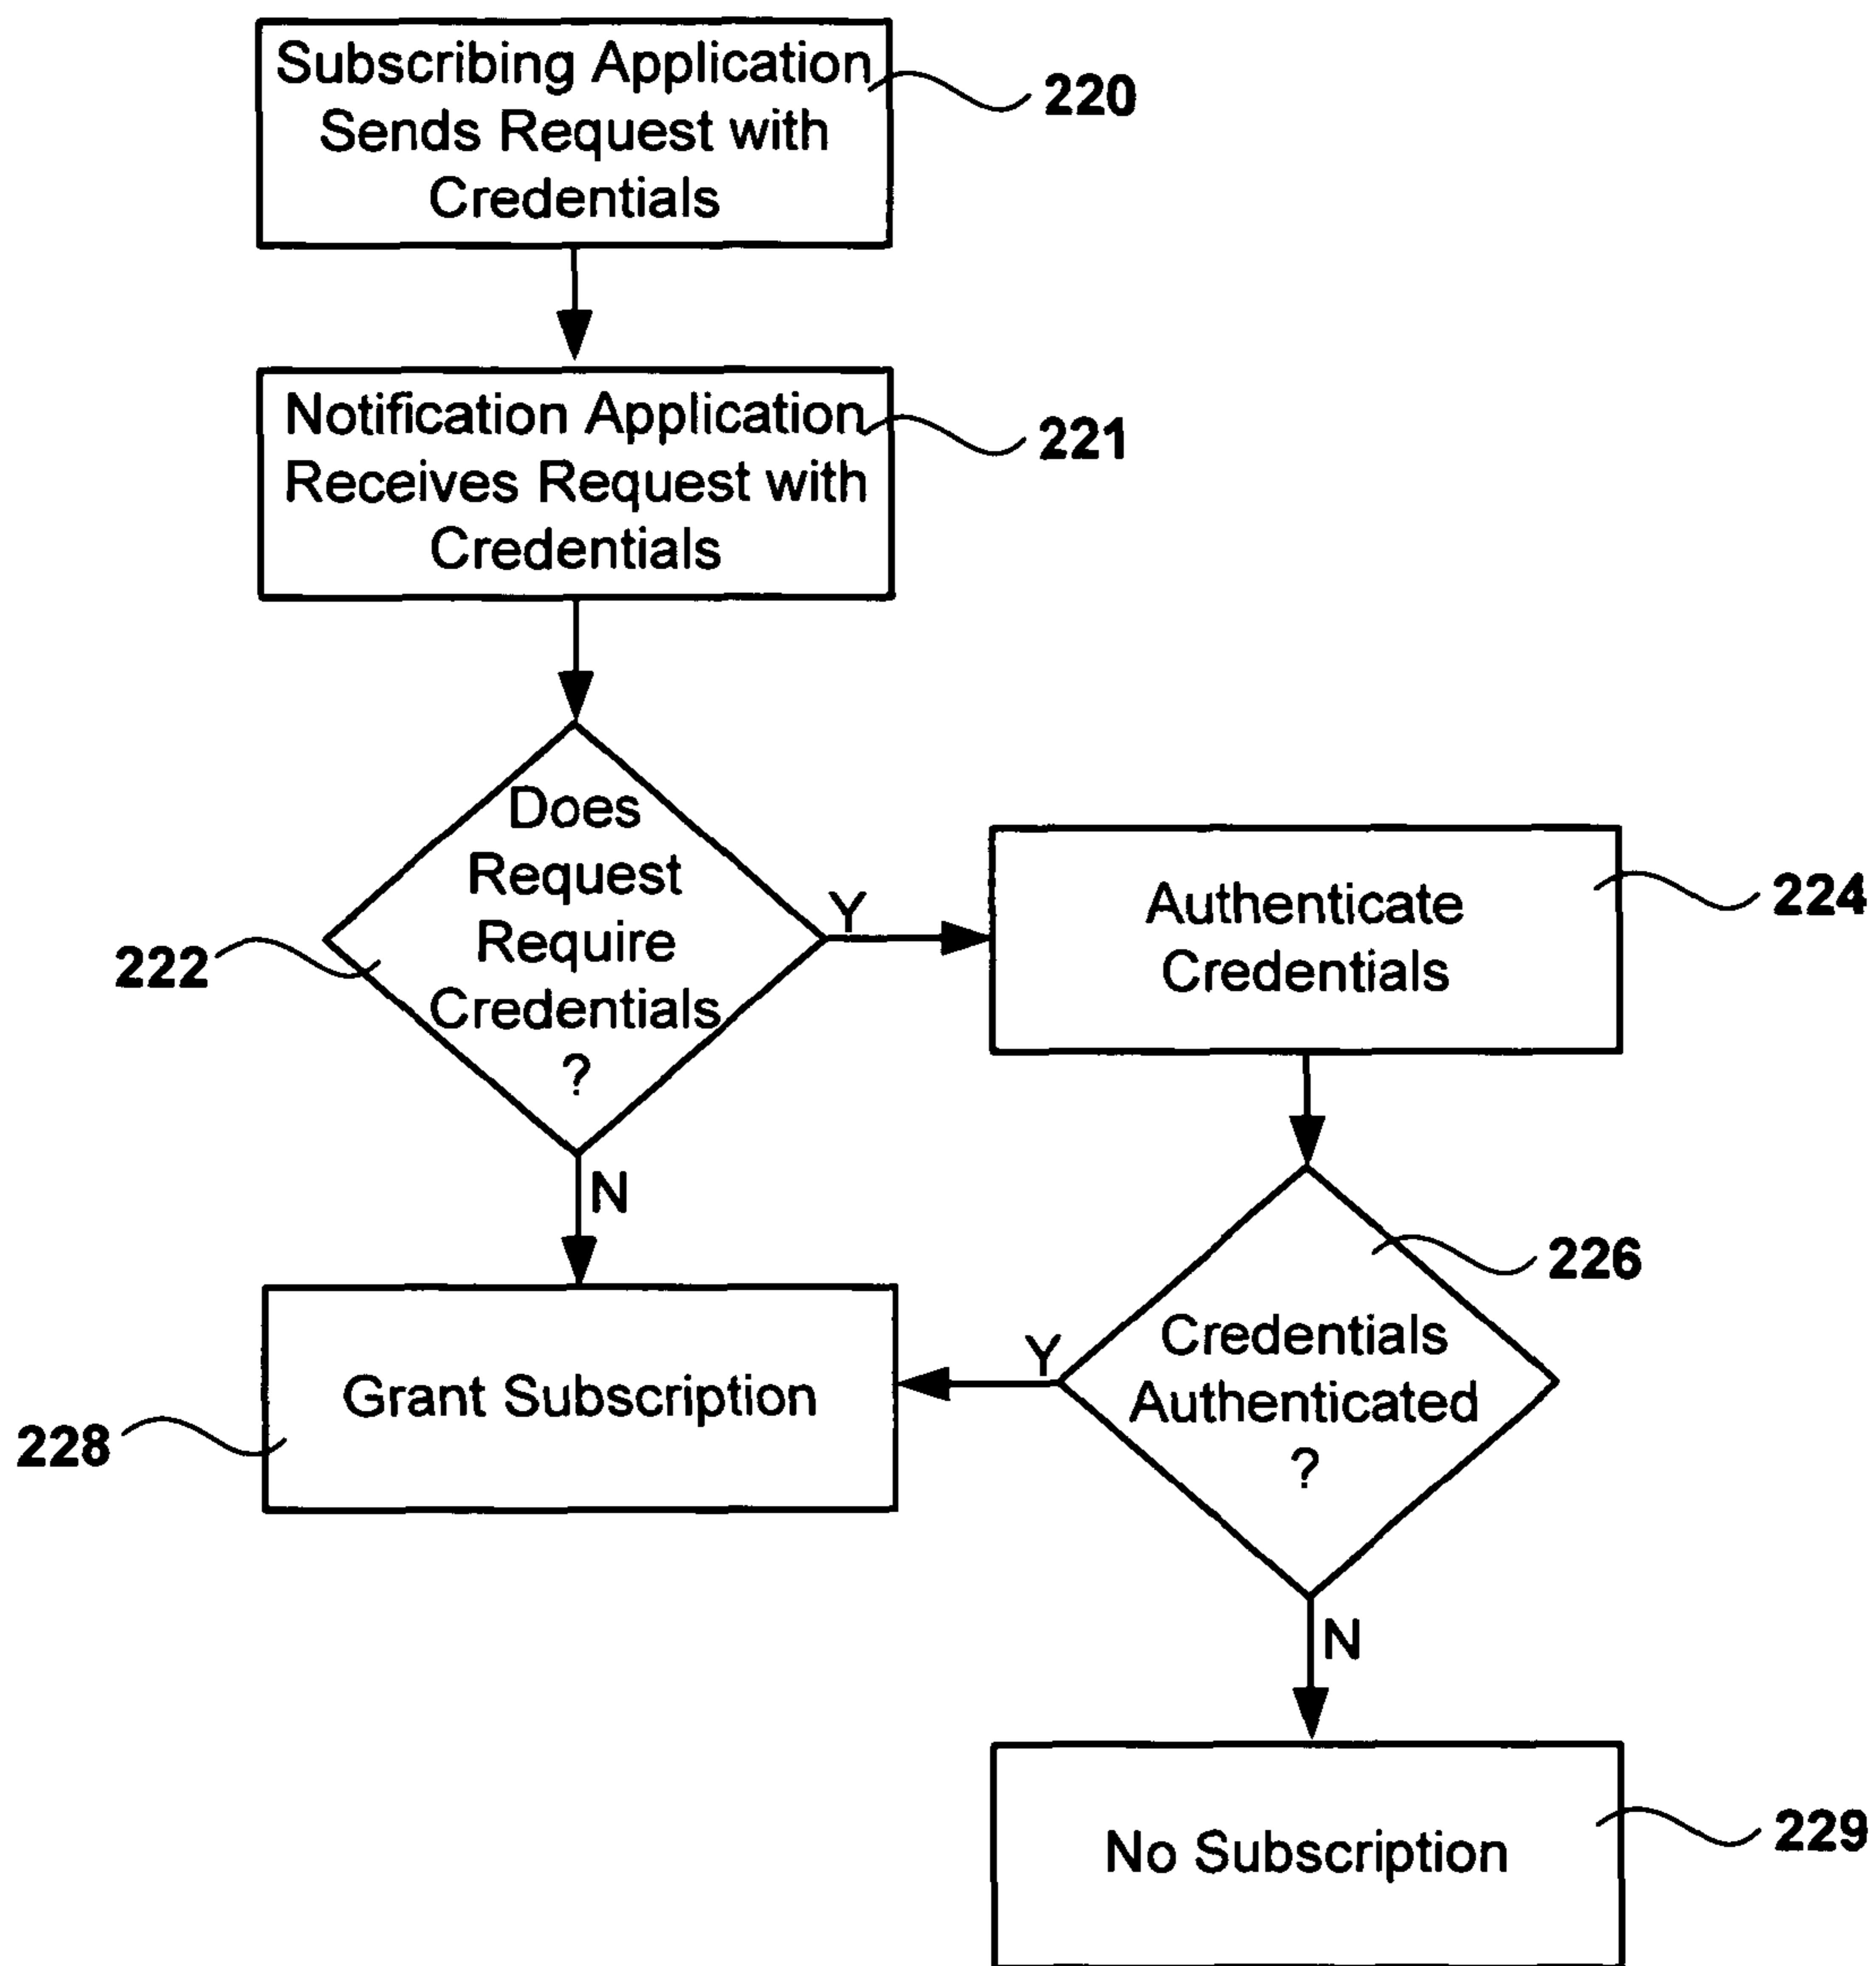 Subscribing Application
Sends Request with
Credentials
220
Notification Application
Receives Request with
Credentials
221
Does
Request
Require
Credentials
?
222
Y
N
Authenticate
Credentials
224
Credentials
Authenticated
?
226
Y
N
Grant Subscription
228
No Subscription
229